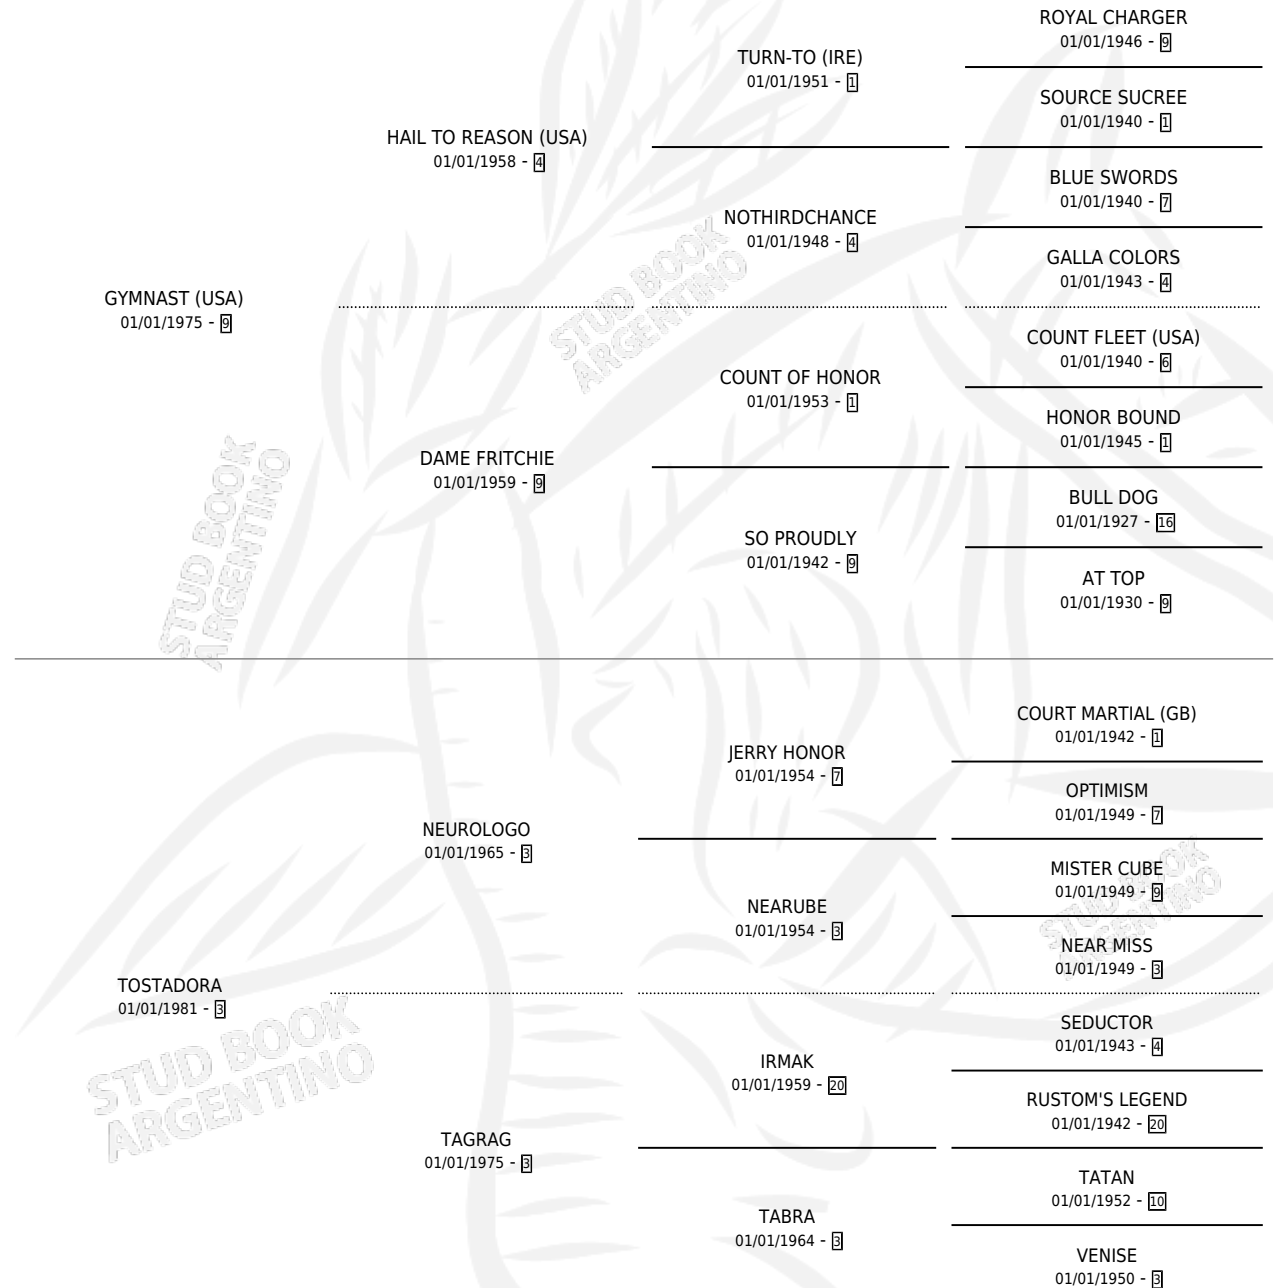 ROYAL CHARGER
01/01/1946 - 9
TURN-TO (IRE)
01/01/1951 - 1
SOURCE SUCREE
01/01/1940 - 1
HAIL TO REASON (USA)
01/01/1958 - 4
BLUE SWORDS
01/01/1940 - 7
NOTHIRDCHANCE
01/01/1948 - 4
GALLA COLORS
01/01/1943 - 4
GYMNAST (USA)
01/01/1975 - 9
COUNT FLEET (USA)
01/01/1940 - 6
COUNT OF HONOR
01/01/1953 - 1
HONOR BOUND
01/01/1945 - 1
DAME FRITCHIE
01/01/1959 - 9
BULL DOG
01/01/1927 - 16
SO PROUDLY
01/01/1942 - 9
AT TOP
01/01/1930 - 9
STUD BOOK
ARGENTINO
STUD BOOK
ARGENTINO
COURT MARTIAL (GB)
01/01/1942 - 1
JERRY HONOR
01/01/1954 - 7
OPTIMISM
01/01/1949 - 7
NEUROLOGO
01/01/1965 - 3
MISTER CUBE
01/01/1949 - 9
NEARUBE
01/01/1954 - 3
NEAR MISS
01/01/1949 - 3
TOSTADORA
01/01/1981 - 3
SEDUCTOR
01/01/1943 - 4
IRMAK
01/01/1959 - 20
RUSTOM'S LEGEND
01/01/1942 - 20
TAGRAG
01/01/1975 - 3
TATAN
01/01/1952 - 10
TABRA
01/01/1964 - 3
VENISE
01/01/1950 - 3
STUD BOOK
ARGENTINO
STUD BOOK
ARGENTINO